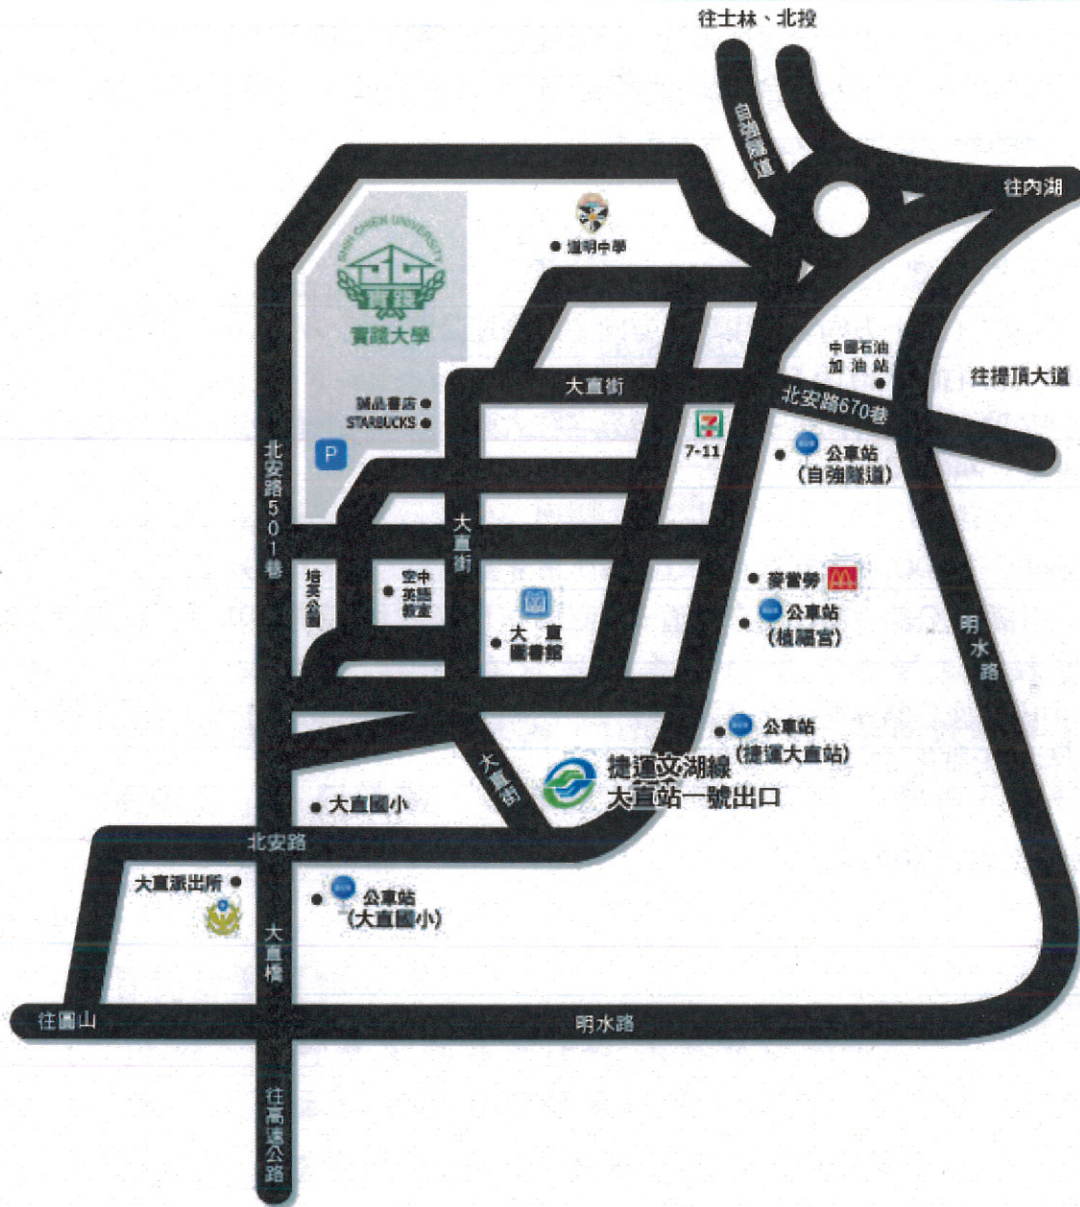 往士林、北投
自強隧道
往內湖
SHIH CHIEN UNIVERSITY
實踐
實踐大學
道明中學
中國石油
加油站
往提頂大道
大直街
北安路670巷
誠品書店
STARBUCKS
P
7-11
公車站
(自強隧道)
北安路501巷
大直街
培英公園
空中
英語
教室
大直
圖書館
麥當勞
公車站
(植福宮)
明水路
公車站
(捷運大直站)
大直街
捷運文湖線
大直站一號出口
大直國小
北安路
大直派出所
公車站
(大直國小)
大直橋
往圓山
明水路
往高速公路